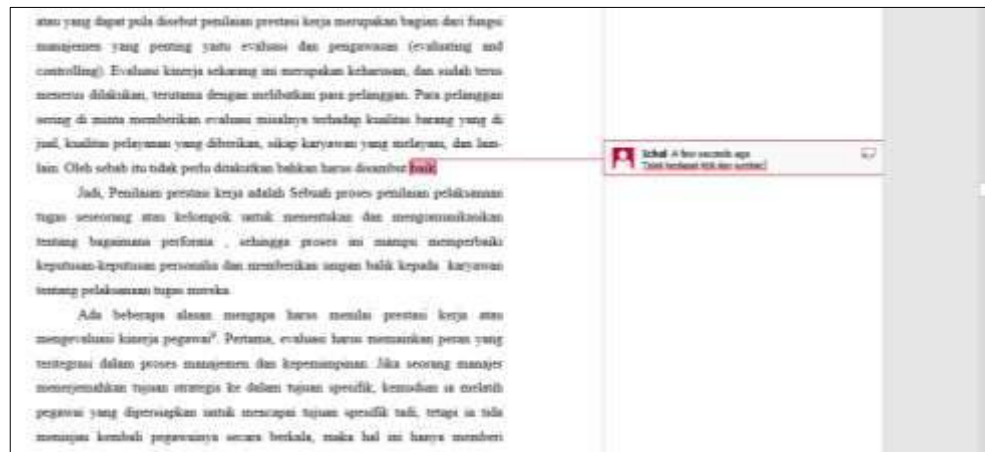 atau yang dapat pula disebut penilaian prestasi kerja merupakan bagian dari fungsi
manajemen yang penting yaitu evaluasi dan pengawasan (evaluating and
controlling). Evaluasi kinerja sekarang ini merupakan keharusan, dan sudah terus
menerus dilakukan, terutama dengan melibatkan para pelanggan. Para pelanggan
sering di minta memberikan evaluasi misalnya terhadap kualitas barang yang di
jual, kualitas pelayanan yang diberikan, sikap karyawan yang melayani, dan lain-
lain. Oleh sebab itu tidak perlu ditakutkan bahkan harus disambut baik.
Ichal A few seconds ago
Tidak terdapat titik dan sumber
Jadi, Penilaian prestasi kerja adalah Sebuah proses penilaian pelaksanaan
tugas seseorang atau kelompok untuk menentukan dan mengomunikasikan
tentang bagaimana performa , sehingga proses ini mampu memperbaiki
keputusan-keputusan personalia dan memberikan umpan balik kepada karyawan
tentang pelaksanaan tugas mereka.
Ada beberapa alasan mengapa harus menilai prestasi kerja atau
mengevaluasi kinerja pegawai. Pertama, evaluasi harus memainkan peran yang
terintegrasi dalam proses manajemen dan kepemimpinan. Jika seorang manajer
menerjemahkan tujuan strategis ke dalam tujuan spesifik, kemudian ia melatih
pegawai yang dipersiapkan untuk mencapai tujuan spesifik tadi, tetapi ia tida
meninjau kembali pegawainya secara berkala, maka hal ini hanya memberi